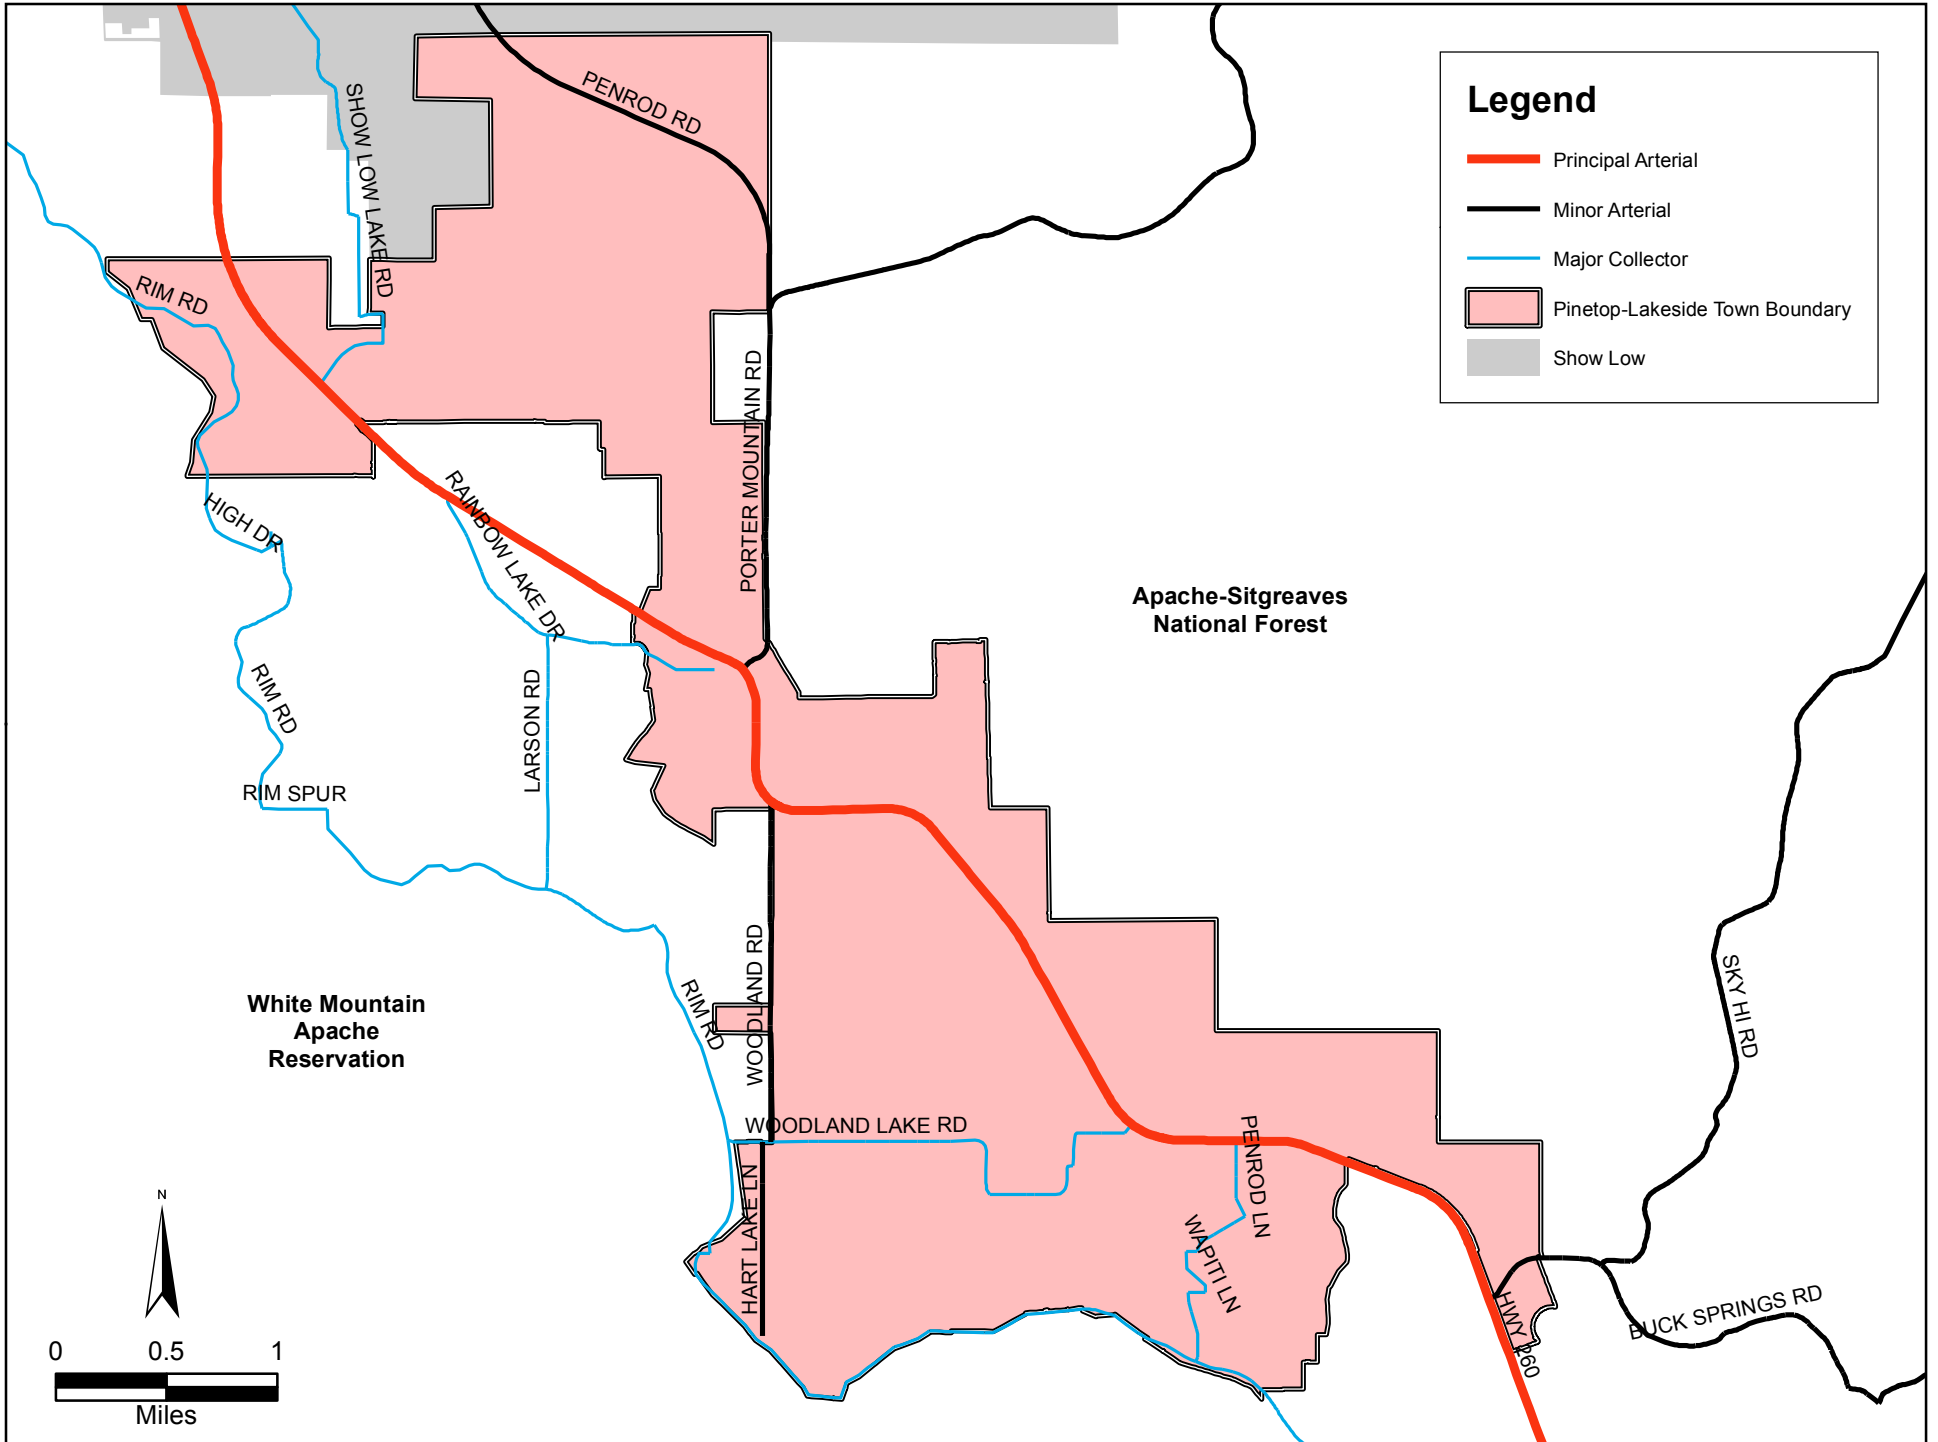 PENROD RD
SHOW LOW LAKE RD
RIM RD
Legend
Principal Arterial
Minor Arterial
Major Collector
Pinetop-Lakeside Town Boundary
Show Low
PORTER MOUNTAIN RD
RAINBOW LAKE DR
HIGH DR
Apache-Sitgreaves
National Forest
RIM RD
LARSON RD
RIM SPUR
WOODLAND RD
RIM RD
White Mountain
Apache
Reservation
SKY HI RD
WOODLAND LAKE RD
PENROD LN
HART LAKE LN
WAPITI LN
HWY 260
BUCK SPRINGS RD
N
0 0.5 1
Miles